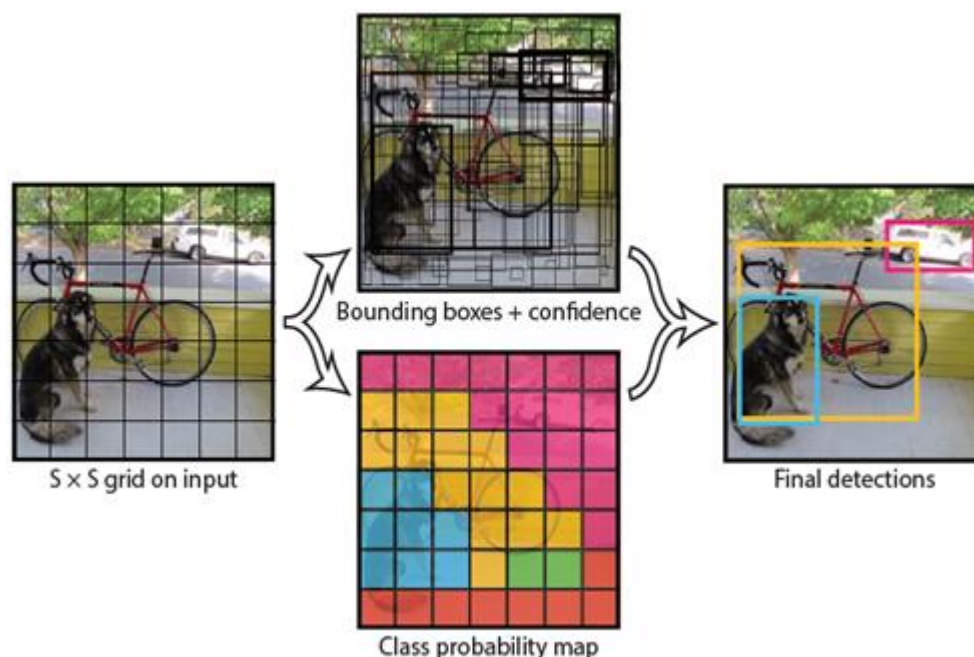 Bounding boxes + confidence
S × S grid on input
Final detections
Class probability map